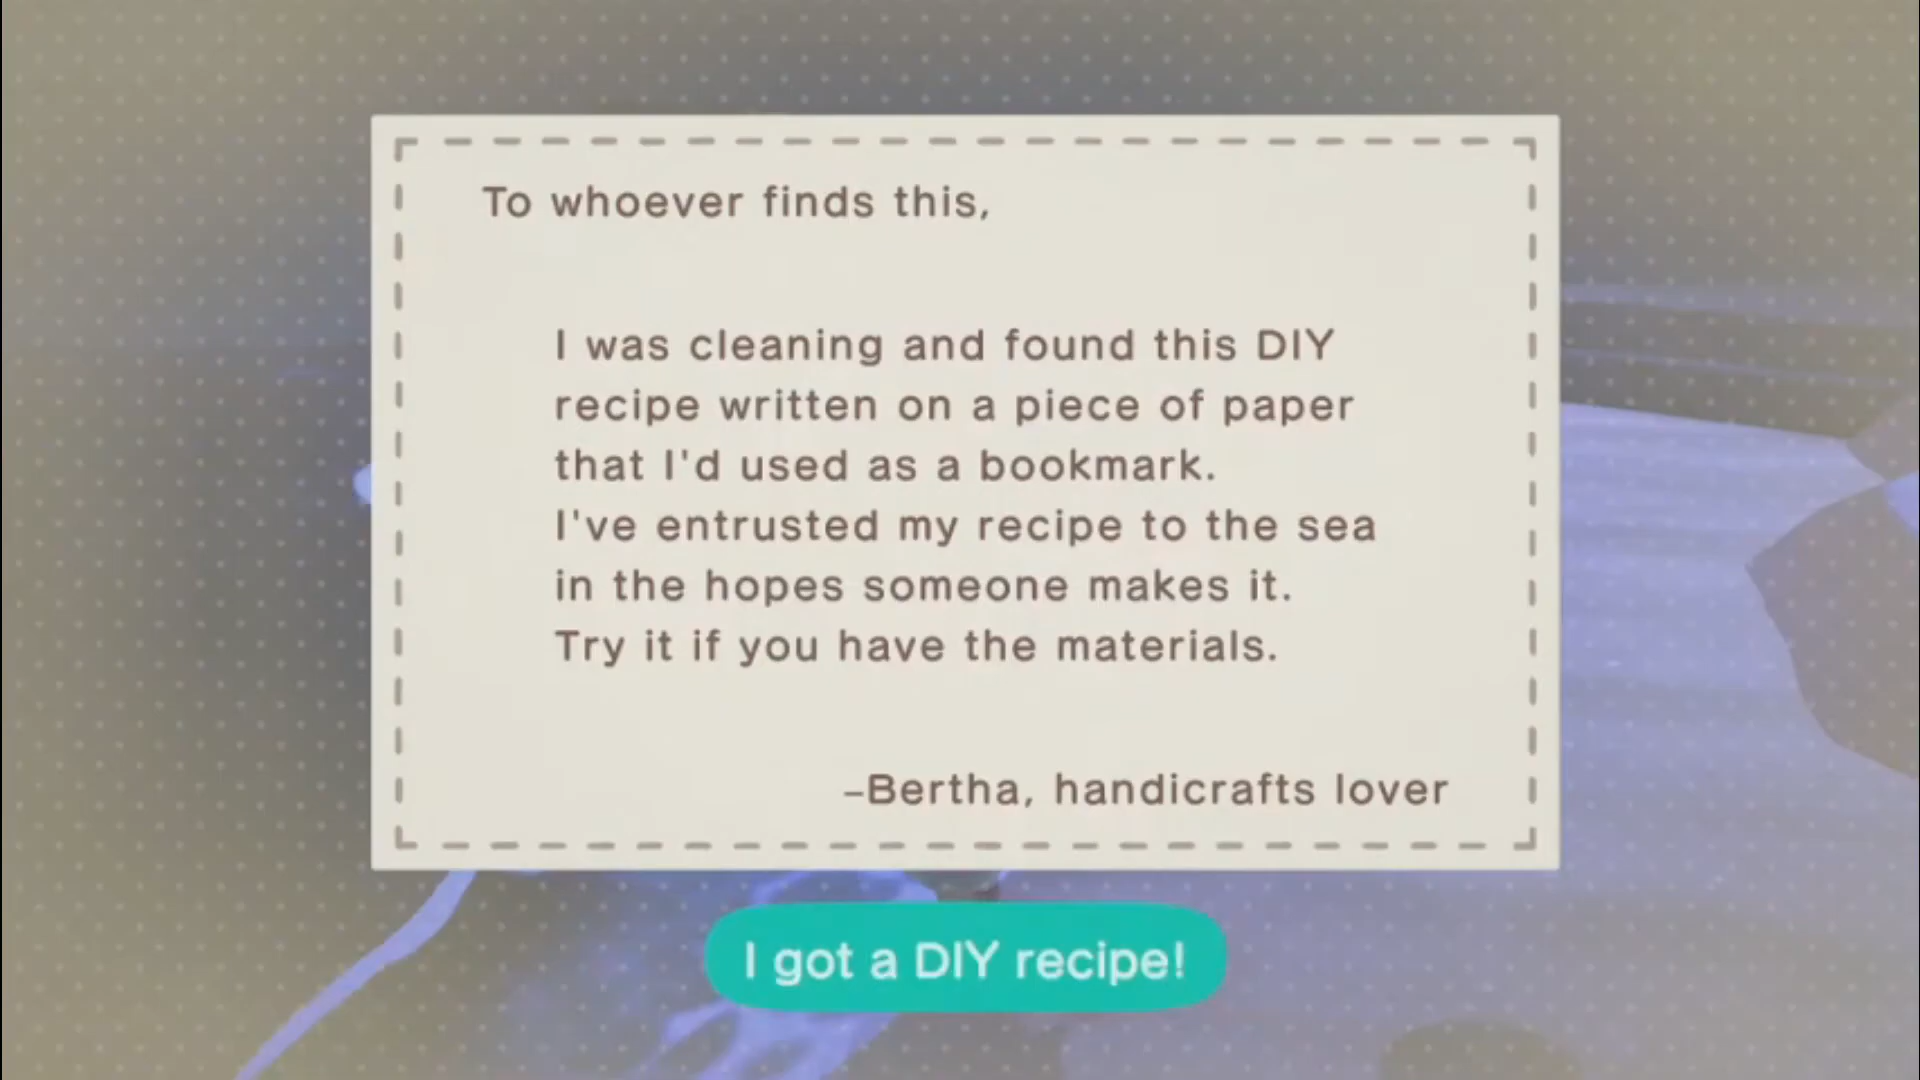 To whoever finds this,
I was cleaning and found this DIY
recipe written on a piece of paper
that I'd used as a bookmark.
I've entrusted my recipe to the sea
in the hopes someone makes it.
Try it if you have the materials.
–Bertha, handicrafts lover
I got a DIY recipe!